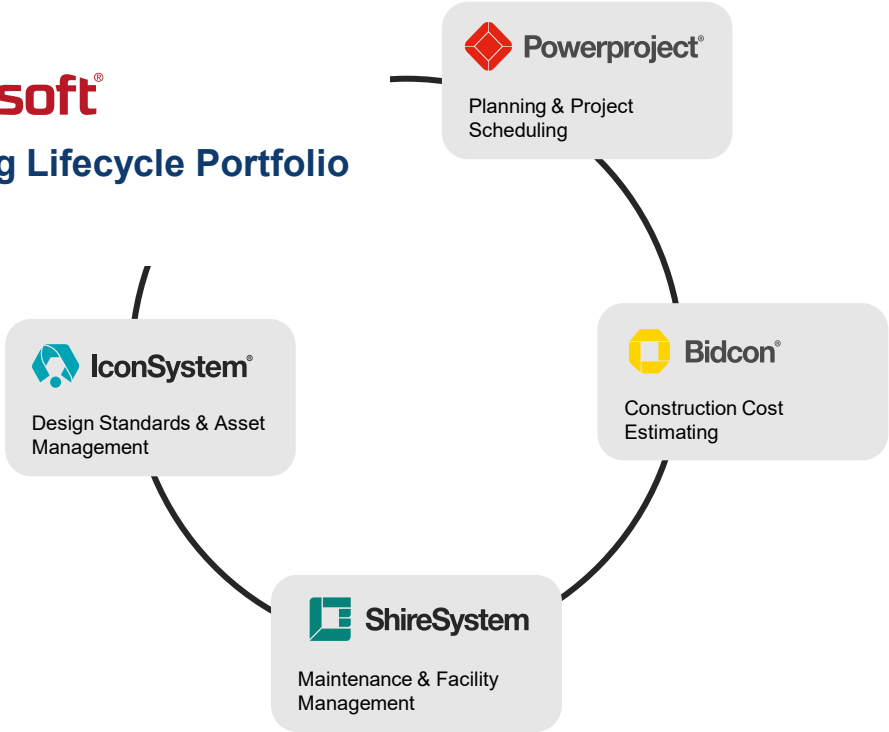 soft®
g Lifecycle Portfolio
Powerproject®
Planning & Project
Scheduling
Bidcon®
Construction Cost
Estimating
IconSystem®
Design Standards & Asset
Management
ShireSystem
Maintenance & Facility
Management